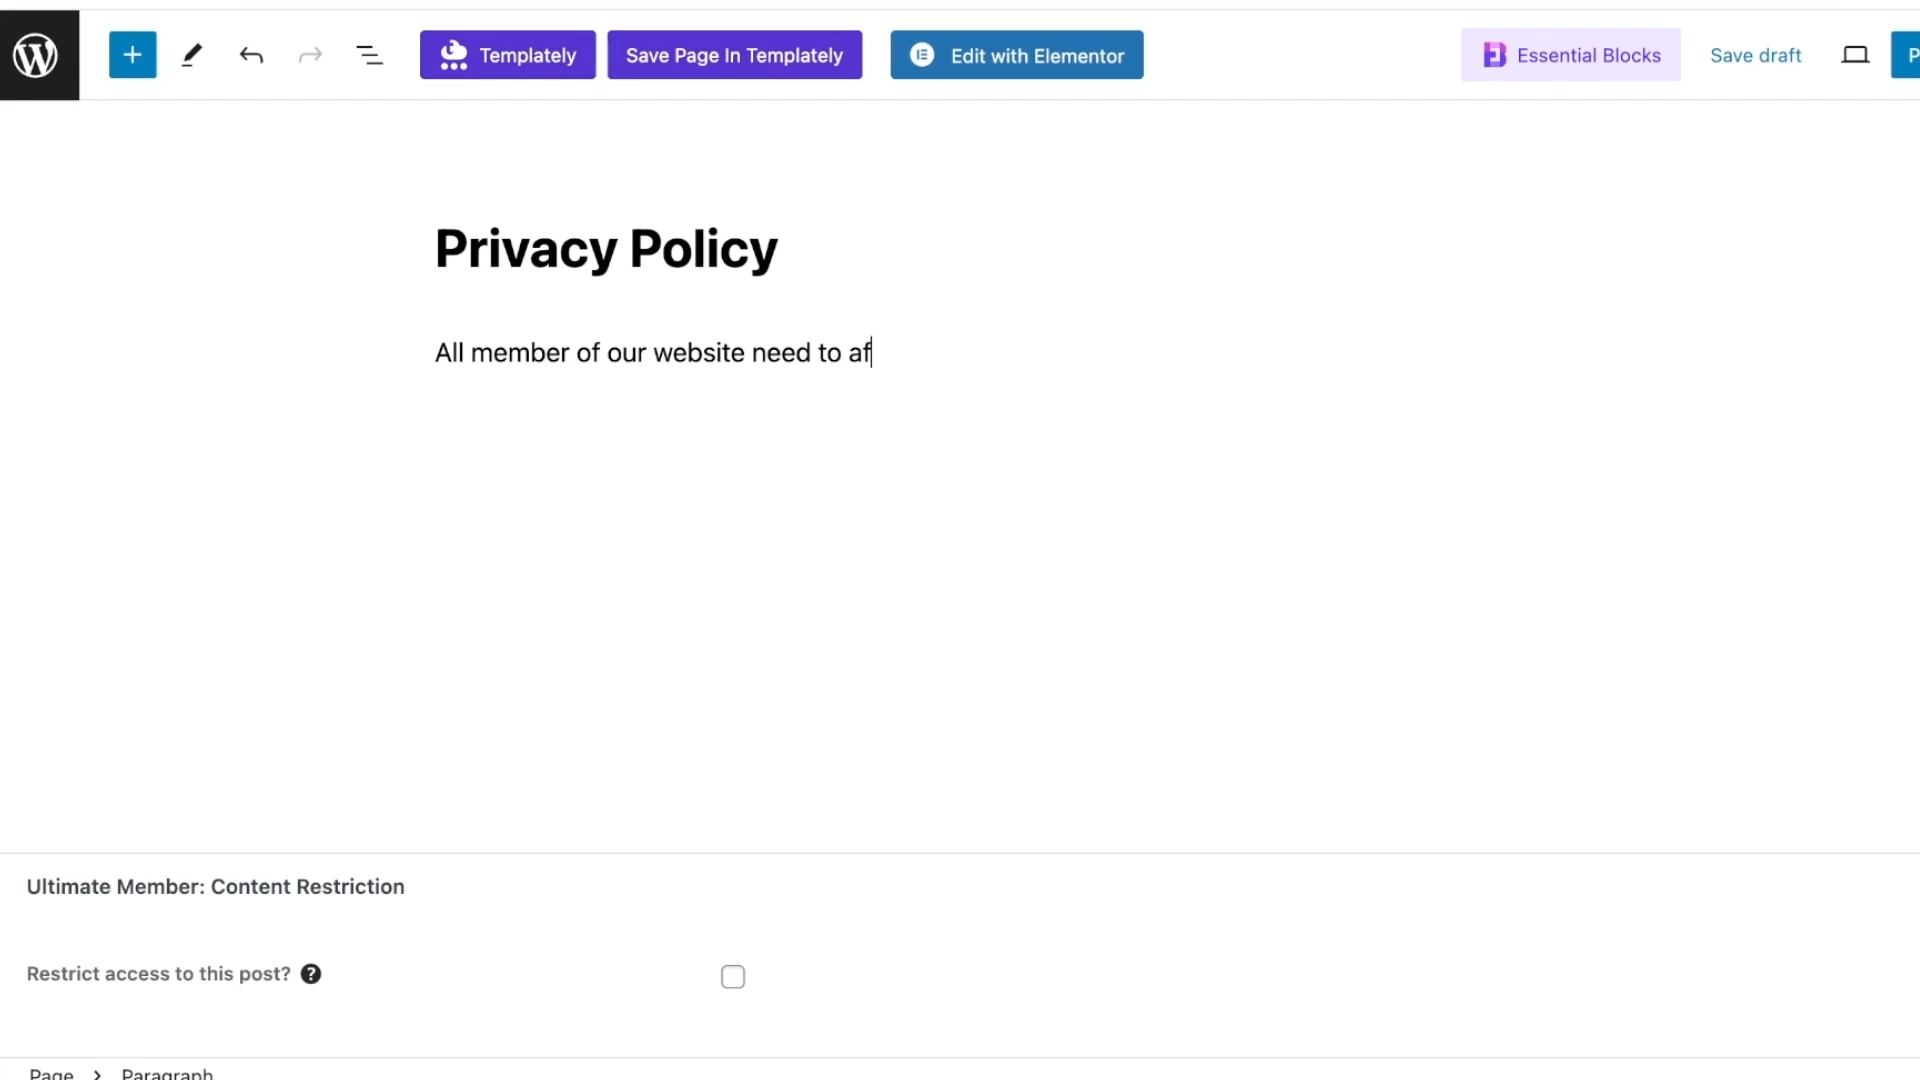 Templately
Save Page In Templately
Edit with Elementor
Essential Blocks
Save draft
P
Privacy Policy
All member of our website need to af
Ultimate Member: Content Restriction
Restrict access to this post?
Page > Paragraph